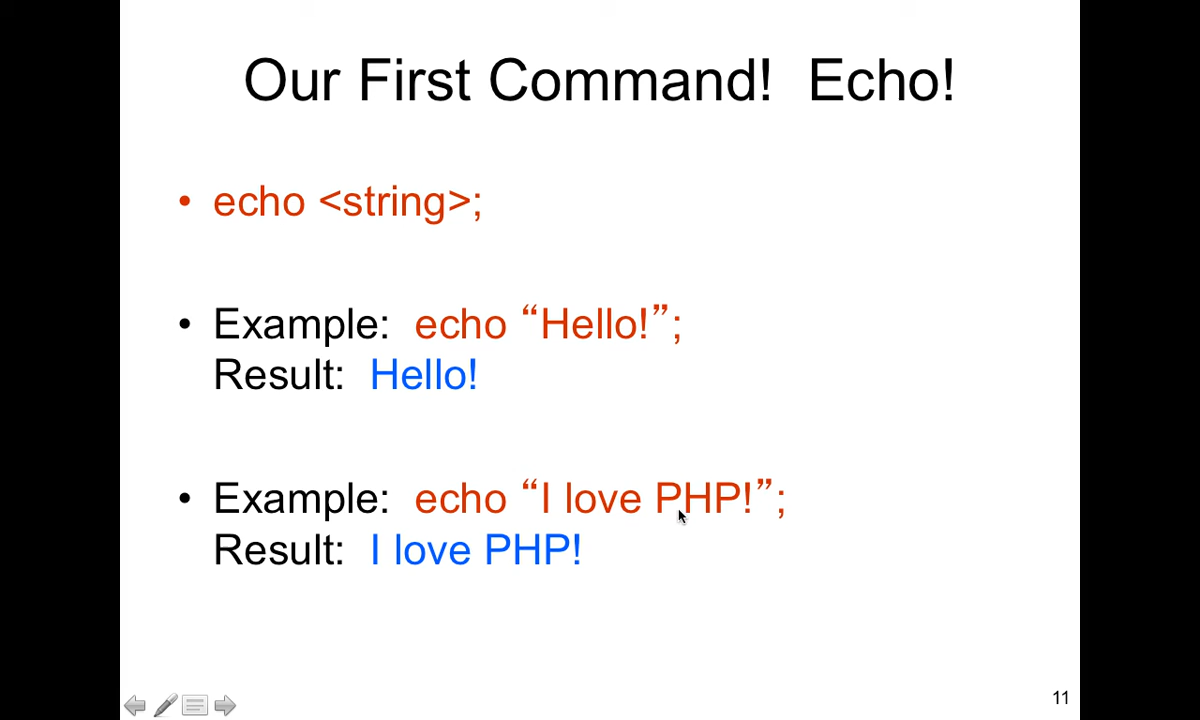 Our First Command!  Echo!
• echo <string>;
• Example:  echo “Hello!”;
Result:  Hello!
• Example:  echo “I love PHP!”;
Result:  I love PHP!
11